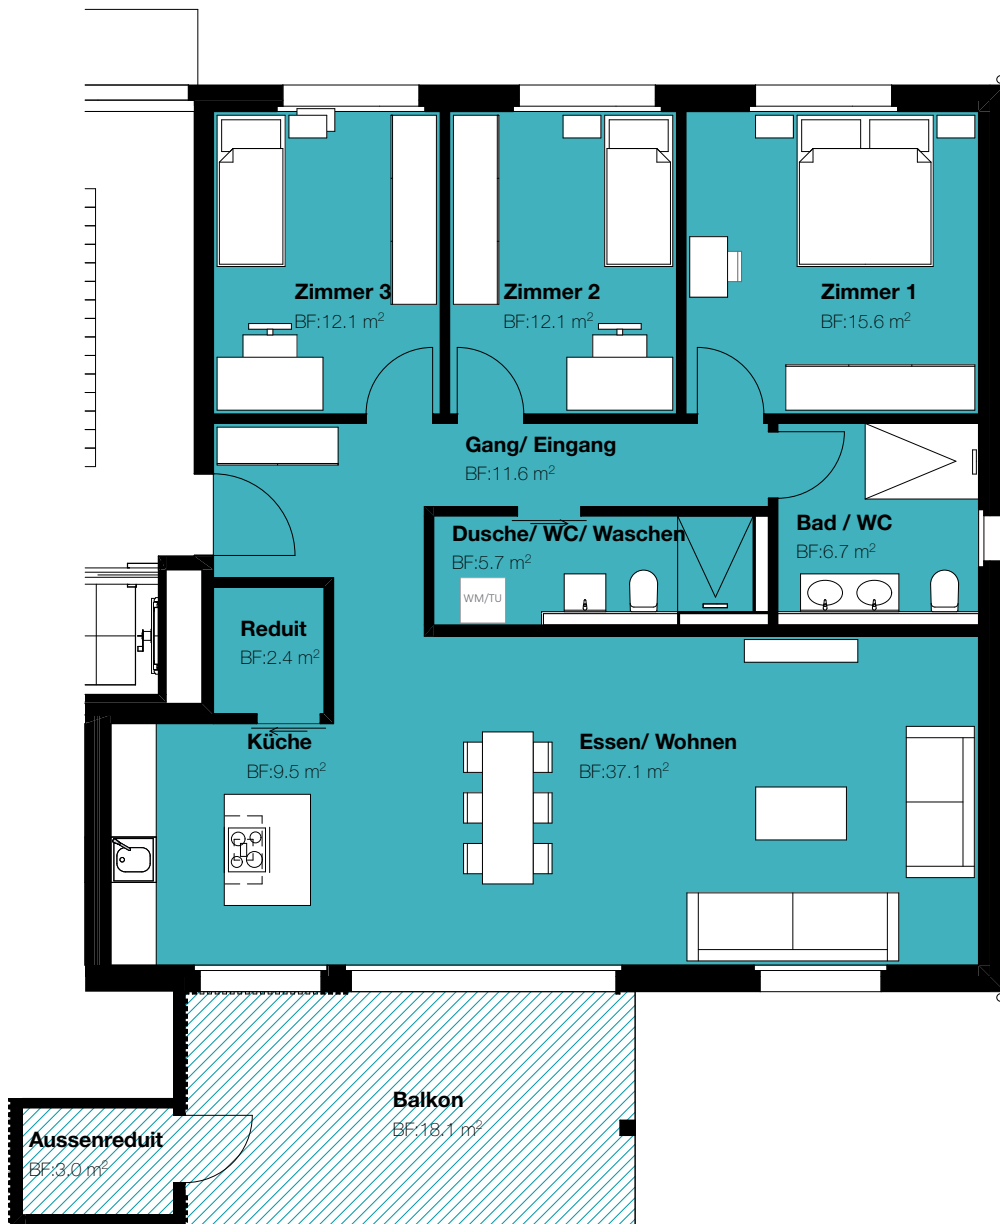 Zimmer 3
BF:12.1 m²
Zimmer 2
BF:12.1 m²
Zimmer 1
BF:15.6 m²
Gang/ Eingang
BF:11.6 m²
Dusche/ WC/ Waschen
BF:5.7 m²
Bad / WC
BF:6.7 m²
WM/TU
Reduit
BF:2.4 m²
Küche
BF:9.5 m²
Essen/ Wohnen
BF:37.1 m²
Balkon
BF:18.1 m²
Aussenreduit
BF:3.0 m²